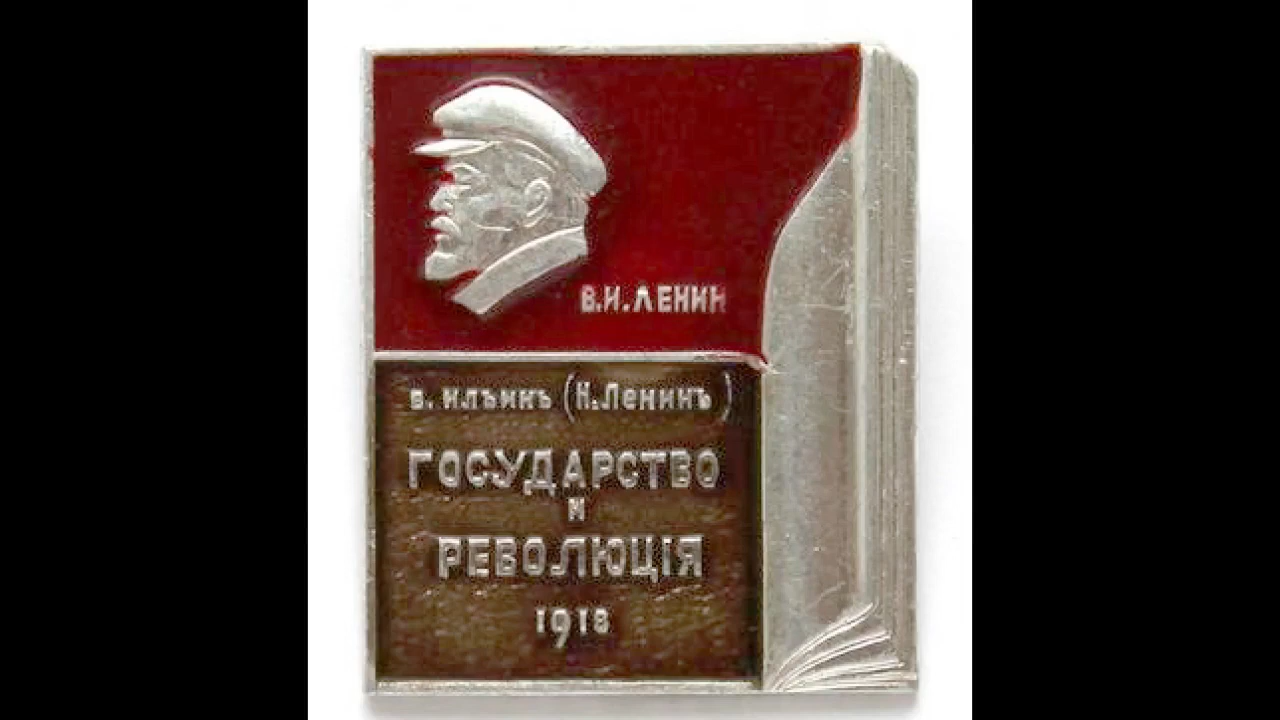 В.И.ЛЕНИН
В. ИЛЬИНЪ (Н.ЛенинЪ)
ГОСУДАРСТВО
И
РЕВОЛЮЦІЯ
1918